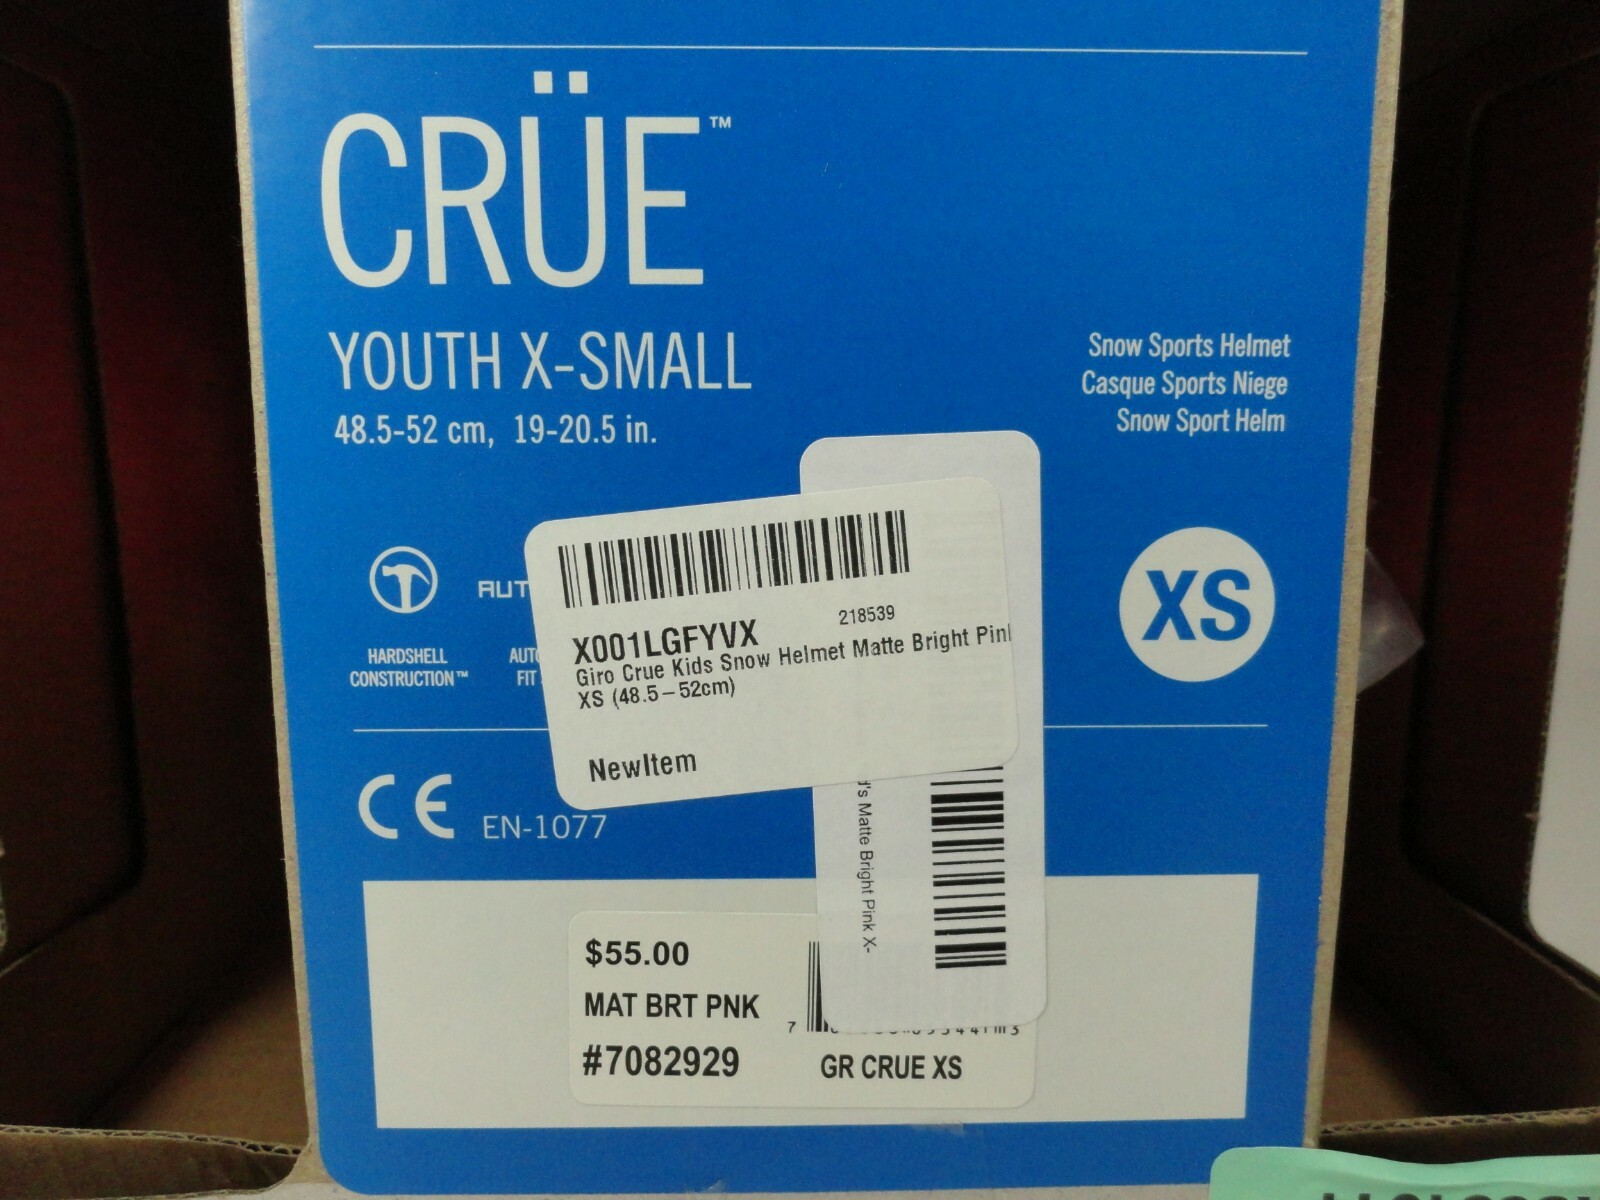 CRÜE™
YOUTH X-SMALL
48.5-52 cm, 19-20.5 in.
Snow Sports Helmet
Casque Sports Niege
Snow Sport Helm
XS
HARDSHELL
CONSTRUCTION™
FIT
X001LGFYVX
218539
Giro Crue Kids Snow Helmet Matte Bright
XS (48.5-52cm)
NewItem
Matte Bright Pink X-
CE EN-1077
$55.00
MAT BRT PNK
#7082929
7
GR CRUE XS